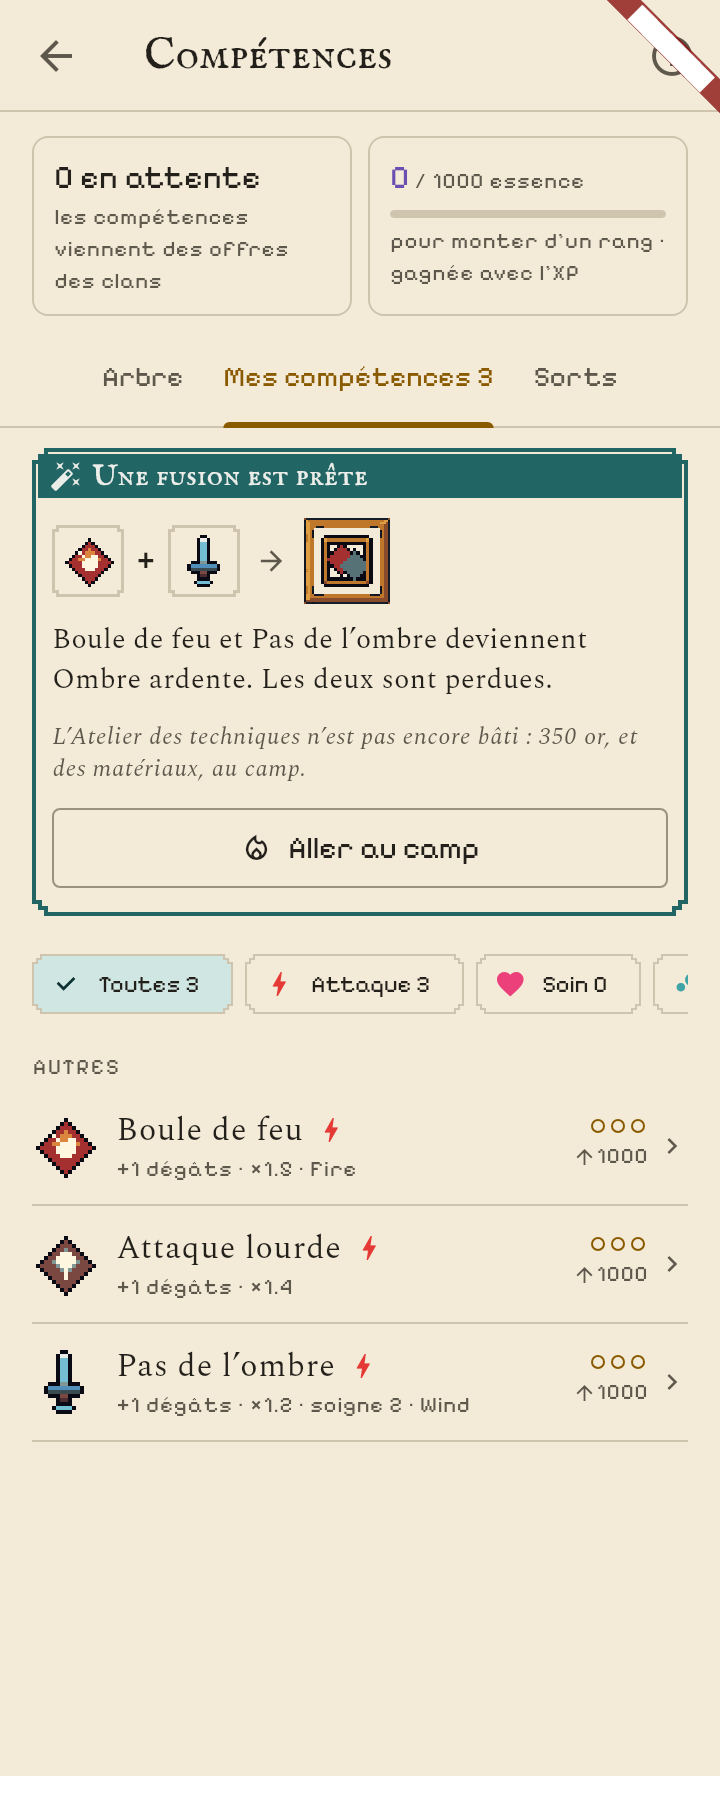 Compétences
0 en attente
les compétences
viennent des offres
des clans
0 / 1000 essence
pour monter d'un rang ·
gagnée avec l'XP
Arbre
Mes compétences 3
Sorts
Une fusion est prête
+
→
Boule de feu et Pas de l’ombre deviennent
Ombre ardente. Les deux sont perdues.
L’Atelier des techniques n’est pas encore bâti : 350 or, et
des matériaux, au camp.
Aller au camp
Toutes 3
Attaque 3
Soin 0
AUTRES
Boule de feu
+1 dégâts · ×1.8 · Fire
↑1000
Attaque lourde
+1 dégâts · ×1.4
↑1000
Pas de l’ombre
+1 dégâts · ×1.2 · soigne 2 · Wind
↑1000